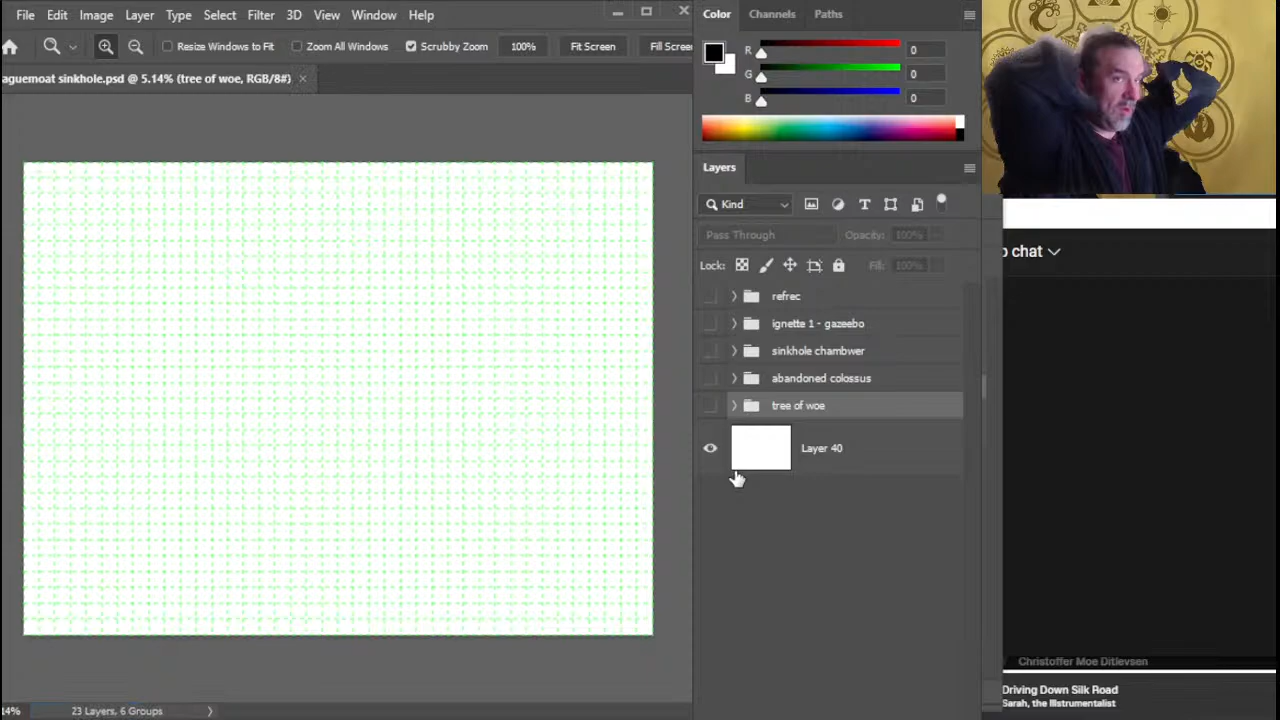 File Edit Image Layer Type Select Filter 3D View Window Help
Resize Windows to Fit Zoom All Windows Scrubby Zoom 100% Fit Screen Fill Scree
aguemoat sinkhole.psd @ 5.14% (tree of woe, RGB/8#) ×
Color Channels Paths
R 0
G 0
B 0
Layers
Kind
Pass Through Opacity: 100%
Lock: Fill: 100%
refrec
ignette 1 - gazeebo
sinkhole chambwer
abandoned colossus
tree of woe
Layer 40
chat
14% 23 Layers, 6 Groups
Christoffer Moe Ditlevsen
Driving Down Silk Road
Sarah, the Illstrumentalist